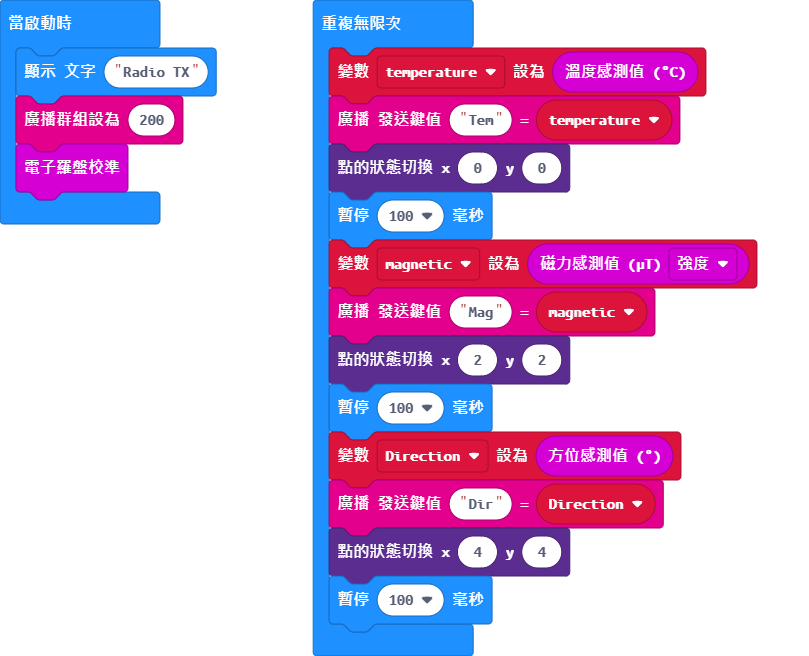 當啟動時
顯示 文字 "Radio TX"
廣播群組設為 200
電子羅盤校準
重複無限次
變數 temperature 設為 溫度感測值 (°C)
廣播 發送鍵值 "Tem" = temperature
點的狀態切換 x 0 y 0
暫停 100 毫秒
變數 magnetic 設為 磁力感測值 (µT) 強度
廣播 發送鍵值 "Mag" = magnetic
點的狀態切換 x 2 y 2
暫停 100 毫秒
變數 Direction 設為 方位感測值 (°)
廣播 發送鍵值 "Dir" = Direction
點的狀態切換 x 4 y 4
暫停 100 毫秒